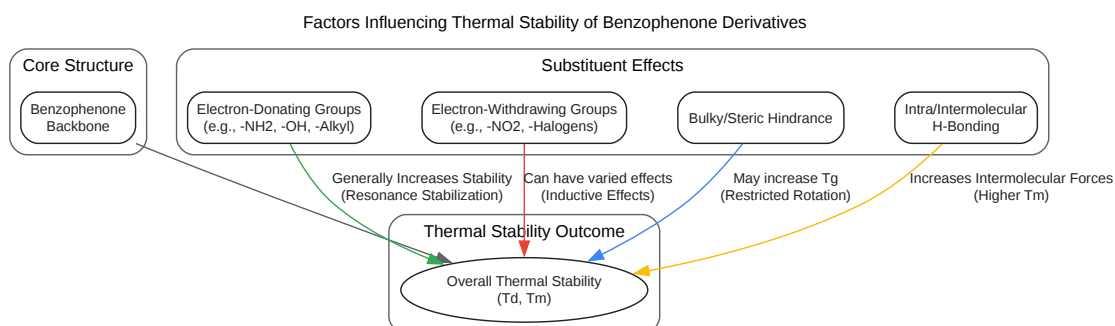 Factors Influencing Thermal Stability of Benzophenone Derivatives
Core Structure
Substituent Effects
Benzophenone
Backbone
Electron-Donating Groups
(e.g., -NH2, -OH, -Alkyl)
Electron-Withdrawing Groups
(e.g., -NO2, -Halogens)
Bulky/Steric Hindrance
Intra/Intermolecular
H-Bonding
Generally Increases Stability
(Resonance Stabilization)
Can have varied effects
(Inductive Effects)
May increase Tg
(Restricted Rotation)
Increases Intermolecular Forces
(Higher Tm)
Thermal Stability Outcome
Overall Thermal Stability
(Td, Tm)